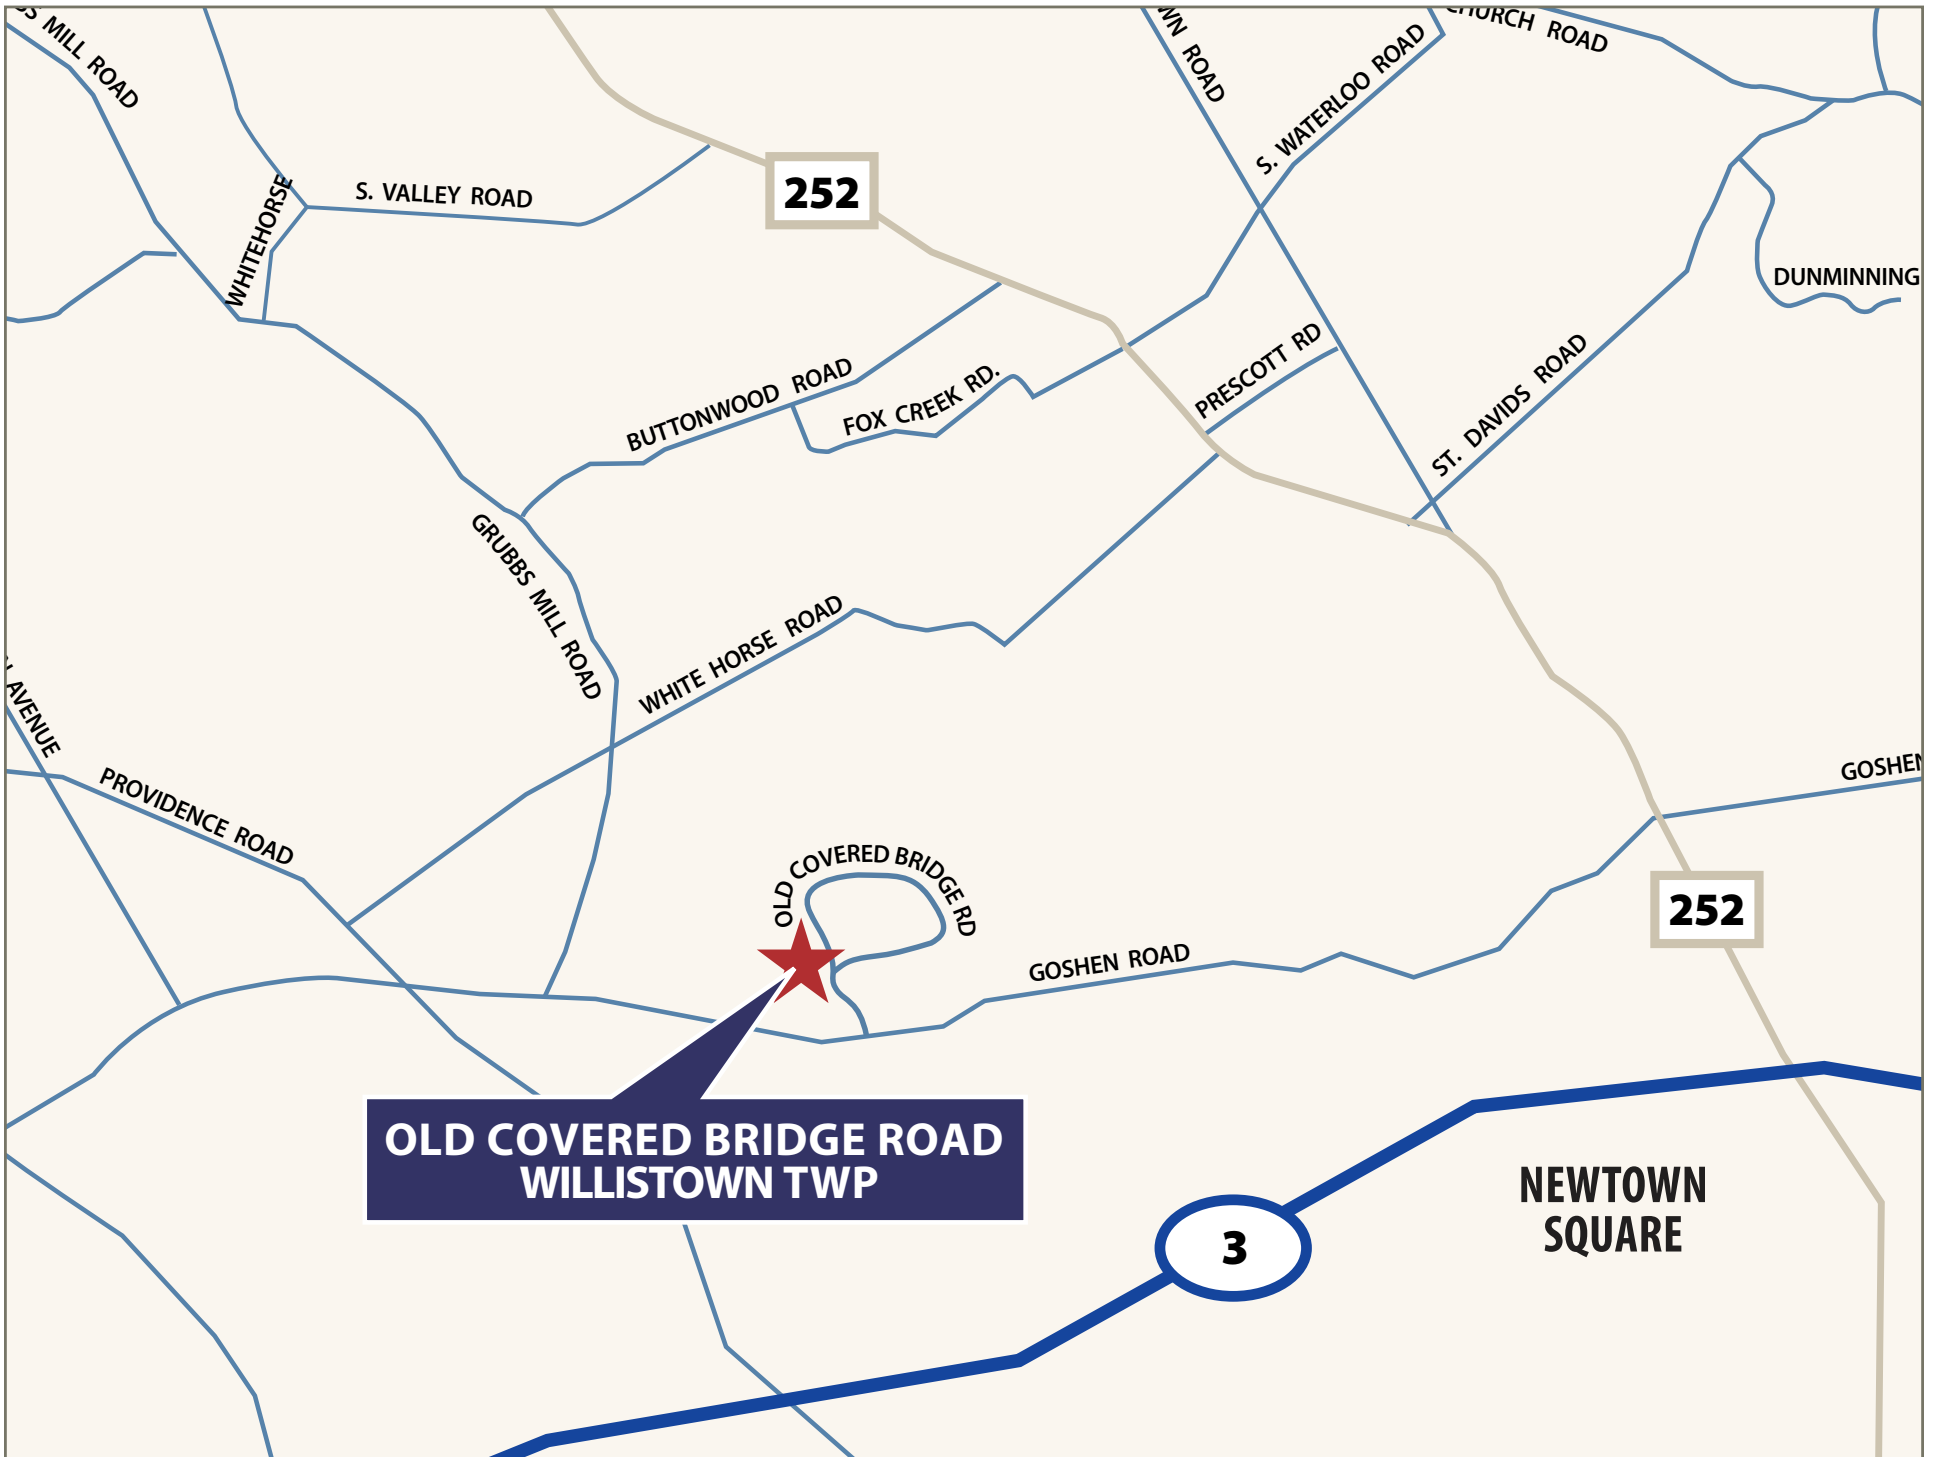 MILL ROAD
CHURCH ROAD
ROAD
S. WATERLOO ROAD
S. VALLEY ROAD
252
WHITEHORSE
DUNMINNING
PRESCOTT RD
BUTTONWOOD ROAD
FOX CREEK RD.
ST. DAVIDS ROAD
GRUBBS MILL ROAD
WHITE HORSE ROAD
AVENUE
PROVIDENCE ROAD
GOSHEN
OLD COVERED BRIDGE RD
252
GOSHEN ROAD
OLD COVERED BRIDGE ROAD
WILLISTOWN TWP
NEWTOWN
SQUARE
3